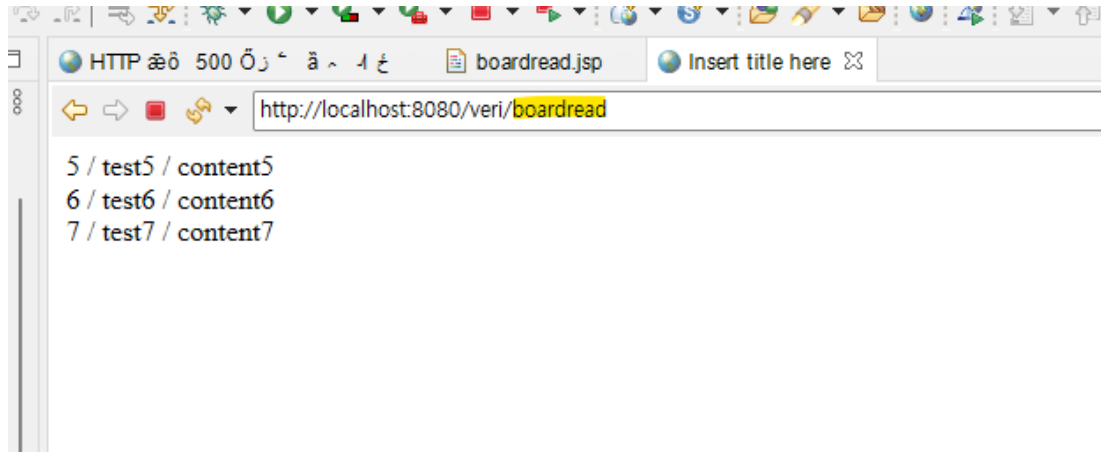 HTTP 500
boardread.jsp
Insert title here
http://localhost:8080/veri/boardread
5 / test5 / content5
6 / test6 / content6
7 / test7 / content7